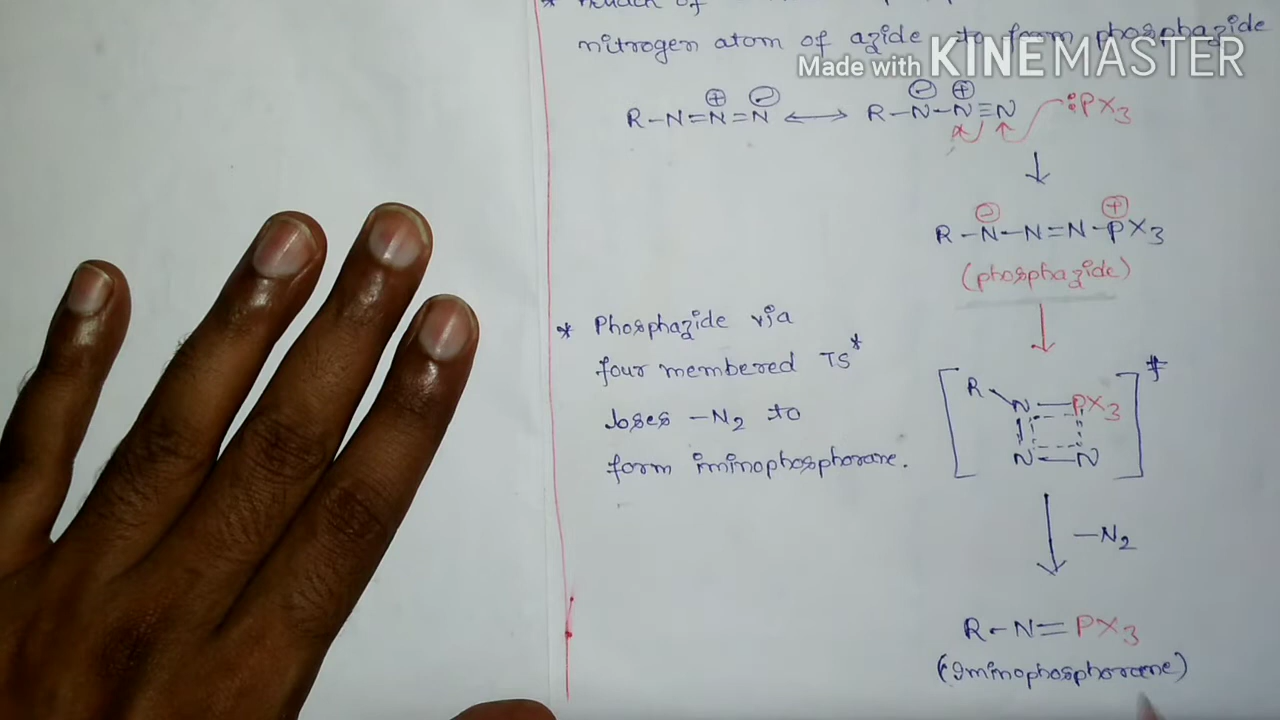 nitrogen atom of azide to form phosphazide
Made with KINEMASTER
R-N=N=N ⟷ R-N-N≡N :PX3
⊕ ⊖ ⊖ ⊕
⊖ ⊕
R-N-N=N-PX3
(phosphazide)
* Phosphazide via
four membered TS*
loses -N2 to
form iminophosphorane.
R
N-PX3
N-N
‡
-N2
R-N=PX3
(Iminophosphorane)